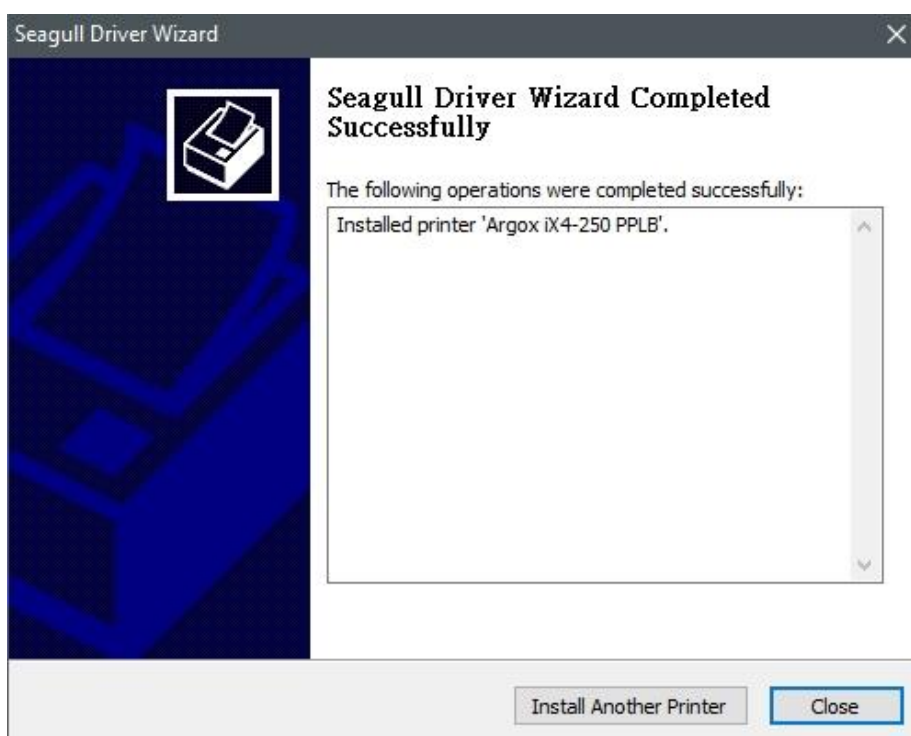 Seagull Driver Wizard
Seagull Driver Wizard Completed
Successfully
The following operations were completed successfully:
Installed printer 'Argox iX4-250 PPLB'.
Install Another Printer
Close